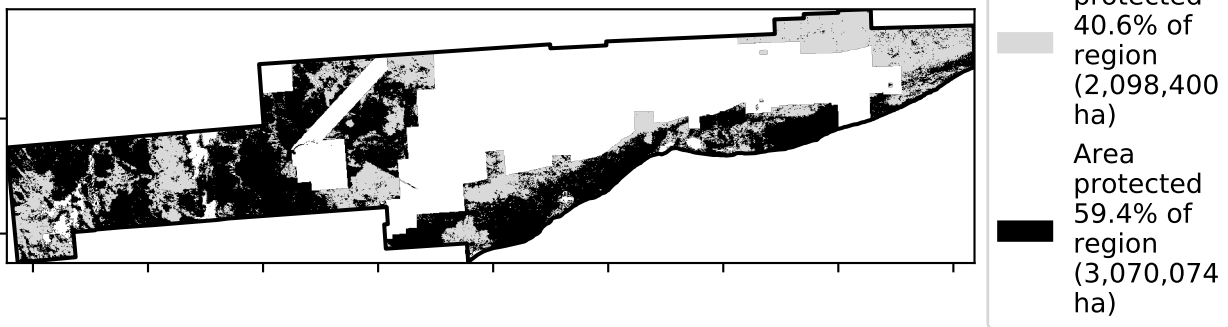 protected
40.6% of
region
(2,098,400
ha)
Area
protected
59.4% of
region
(3,070,074
ha)